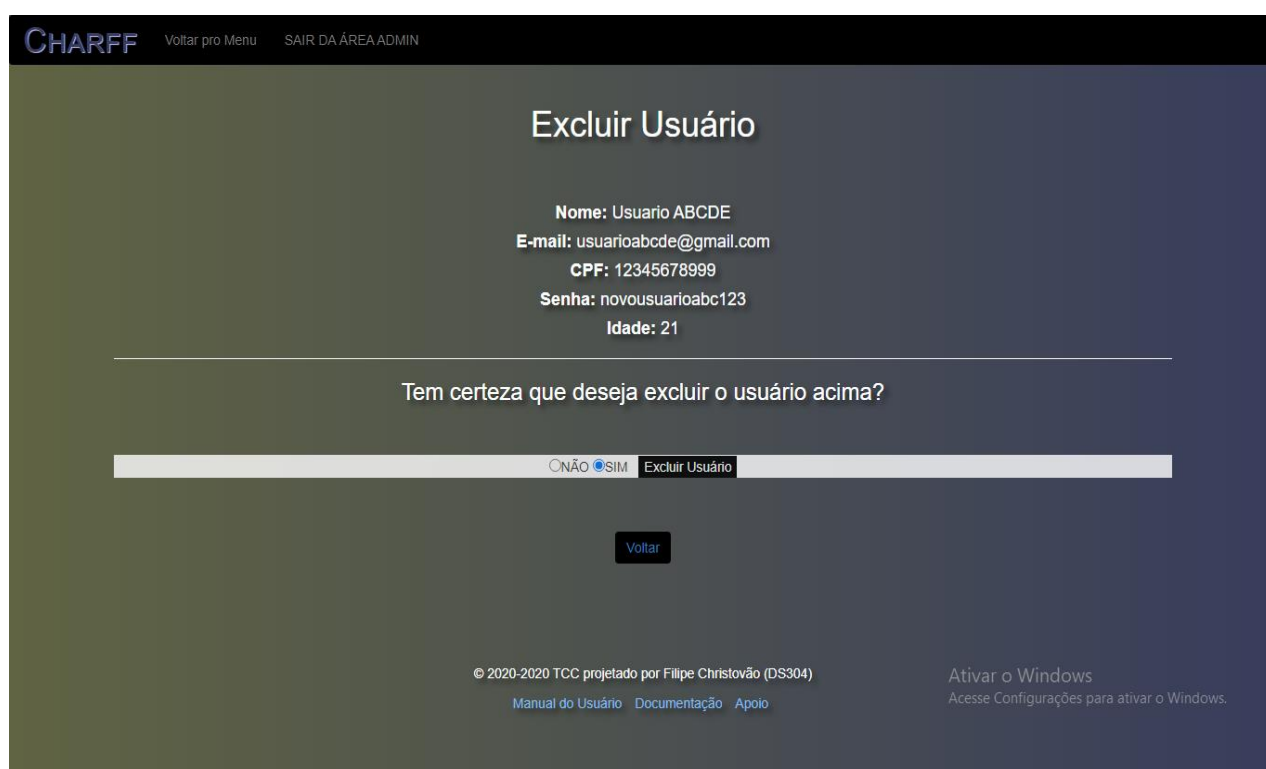 CHARFF Voltar pro Menu SAIR DA ÁREA ADMIN
Excluir Usuário
Nome: Usuario ABCDE
E-mail: usuarioabcde@gmail.com
CPF: 12345678999
Senha: novousuarioabc123
Idade: 21
Tem certeza que deseja excluir o usuário acima?
NÃO SIM Excluir Usuário
Voltar
© 2020-2020 TCC projetado por Filipe Christovão (DS304)
Manual do Usuário Documentação Apoio
Ativar o Windows
Acesse Configurações para ativar o Windows.